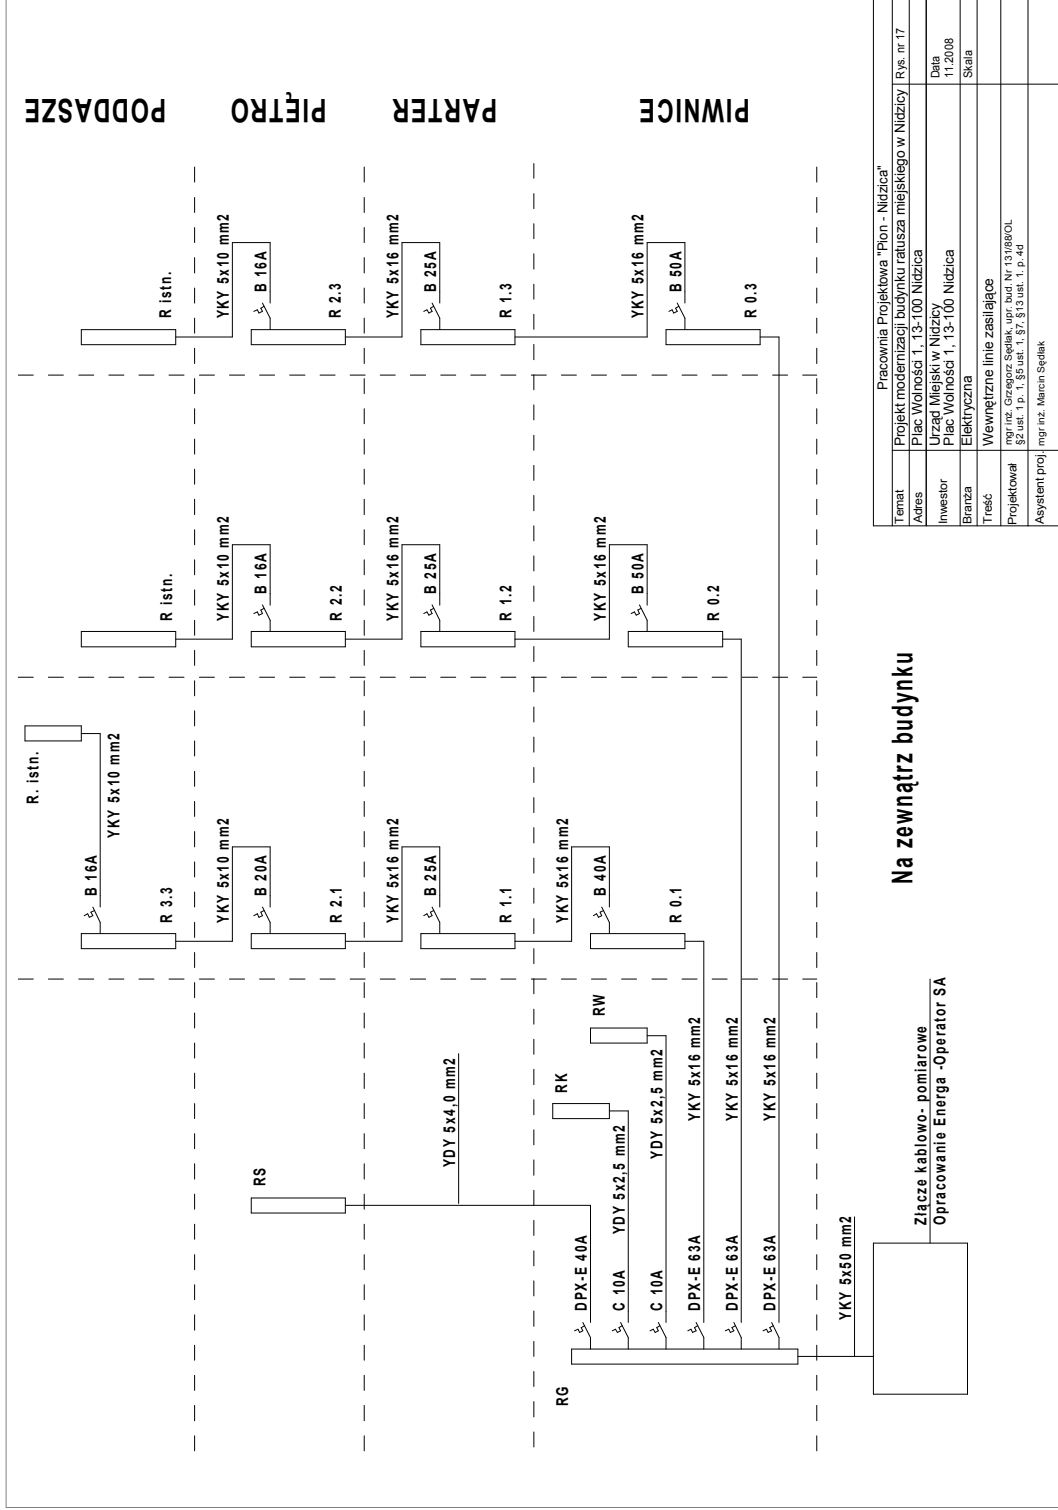 PODDASZE
R. istn.
B 16A
YKY 5x10 mm2
R 3.3
R istn.
R istn.
PIĘTRO
RS
YKY 5x10 mm2
B 20A
R 2.1
YKY 5x10 mm2
B 16A
R 2.2
YKY 5x10 mm2
B 16A
R 2.3
PARTER
YDY 5x4,0 mm2
YKY 5x16 mm2
B 25A
R 1.1
YKY 5x16 mm2
B 25A
R 1.2
YKY 5x16 mm2
B 25A
R 1.3
PIWNICE
RG
DPX-E 40A
C 10A
YDY 5x2,5 mm2
RK
C 10A
YDY 5x2,5 mm2
RW
DPX-E 63A
YKY 5x16 mm2
DPX-E 63A
YKY 5x16 mm2
DPX-E 63A
YKY 5x16 mm2
YKY 5x16 mm2
B 40A
R 0.1
YKY 5x16 mm2
B 50A
R 0.2
YKY 5x16 mm2
B 50A
R 0.3
YKY 5x50 mm2
Złącze kablowo- pomiarowe
Opracowanie Energa -Operator SA
Na zewnątrz budynku
Pracownia Projektowa "Pion - Nidzica"
Temat Projekt modernizacji budynku ratusza miejskiego w Nidzicy Rys. nr 17
Adres Plac Wolności 1, 13-100 Nidzica
Inwestor Urząd Miejski w Nidzicy
Plac Wolności 1, 13-100 Nidzica
Data
11.2008
Branża Elektryczna Skala
Treść Wewnętrzne linie zasilające
Projektował mgr inż. Grzegorz Sędlak, upr. bud. Nr 131/88/OL
§2 ust. 1 p. 1, §5 ust. 1, §7, §13 ust. 1, p. 4d
Asystent proj. mgr inż. Marcin Sędlak